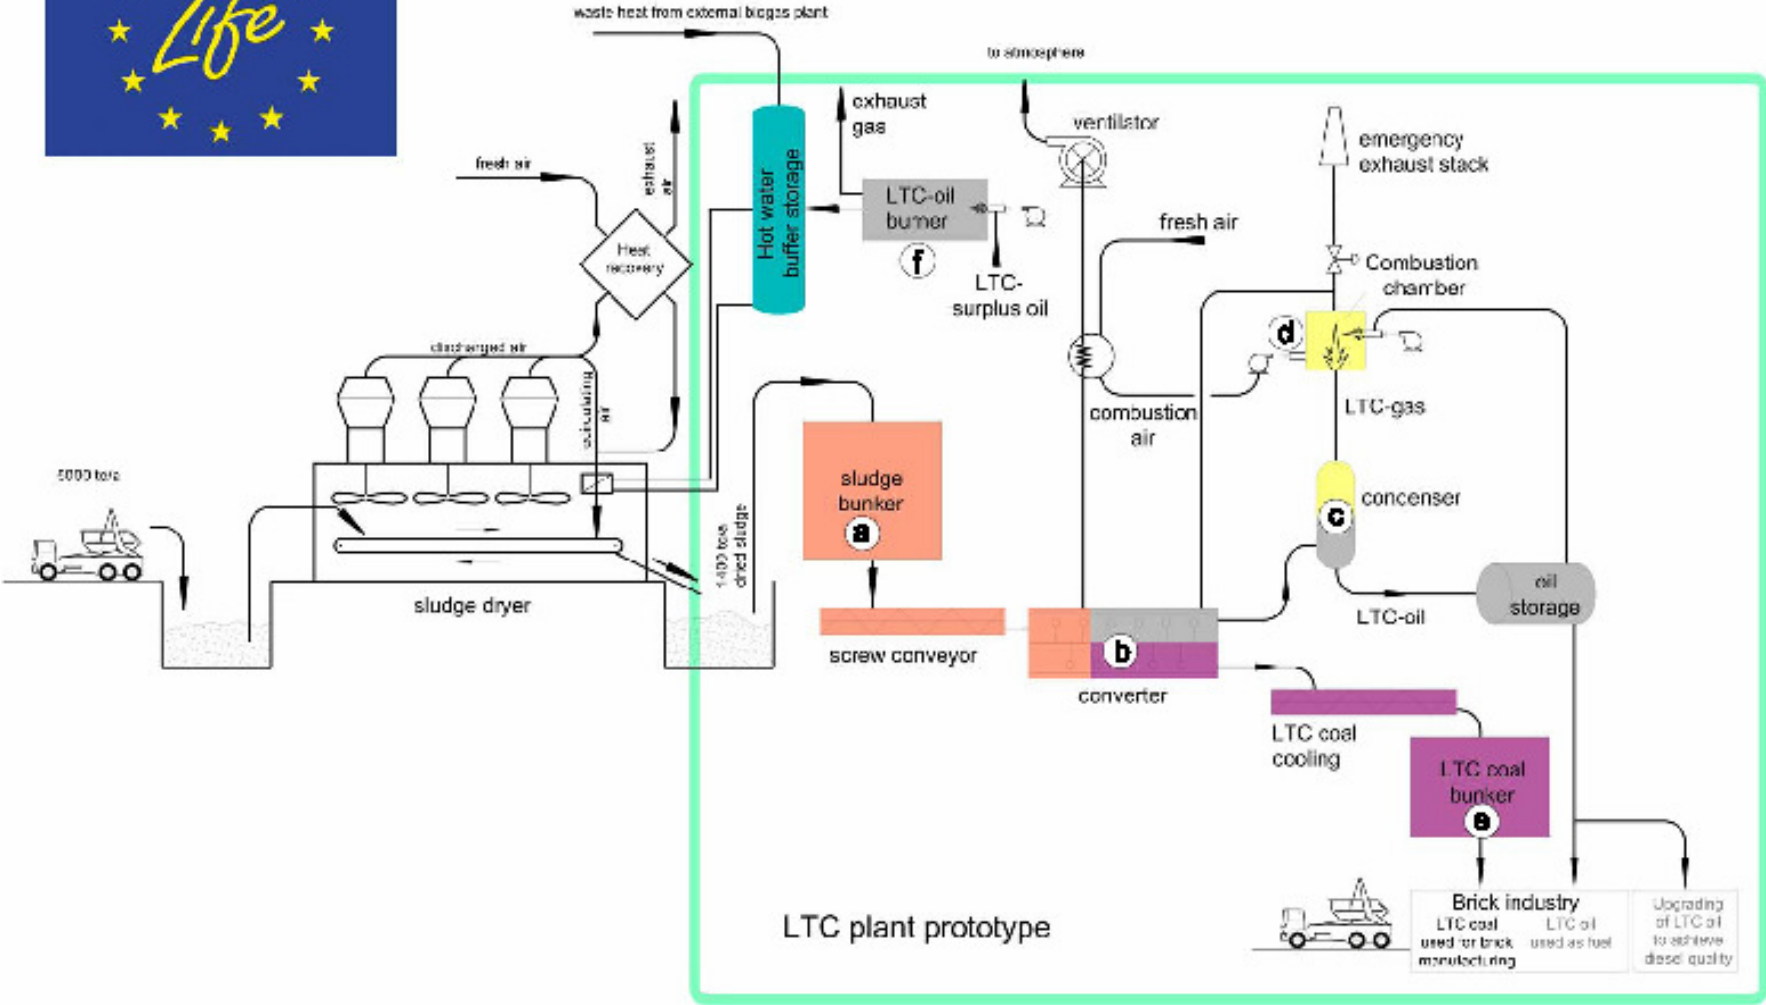 Life
waste heat from external biogas plant
to atmosphere
exhaust
gas
ventilator
emergency
exhaust stack
fresh air
exhaust
air
Hot water
buffer storage
LTC-oil
burner
f
LTC-
surplus oil
fresh air
Combustion
chamber
d
Heat
recovery
discharged air
air
LTC-gas
combustion
air
sludge
bunker
a
condenser
c
1400 to/a
dried sludge
sludge dryer
oil
storage
LTC-oil
screw conveyor
b
converter
LTC coal
cooling
LTC coal
bunker
e
LTC plant prototype
Brick industry
LTC coal
used for brick
manufacturing
LTC oil
used as fuel
Upgrading
of LTC oil
to achieve
diesel quality